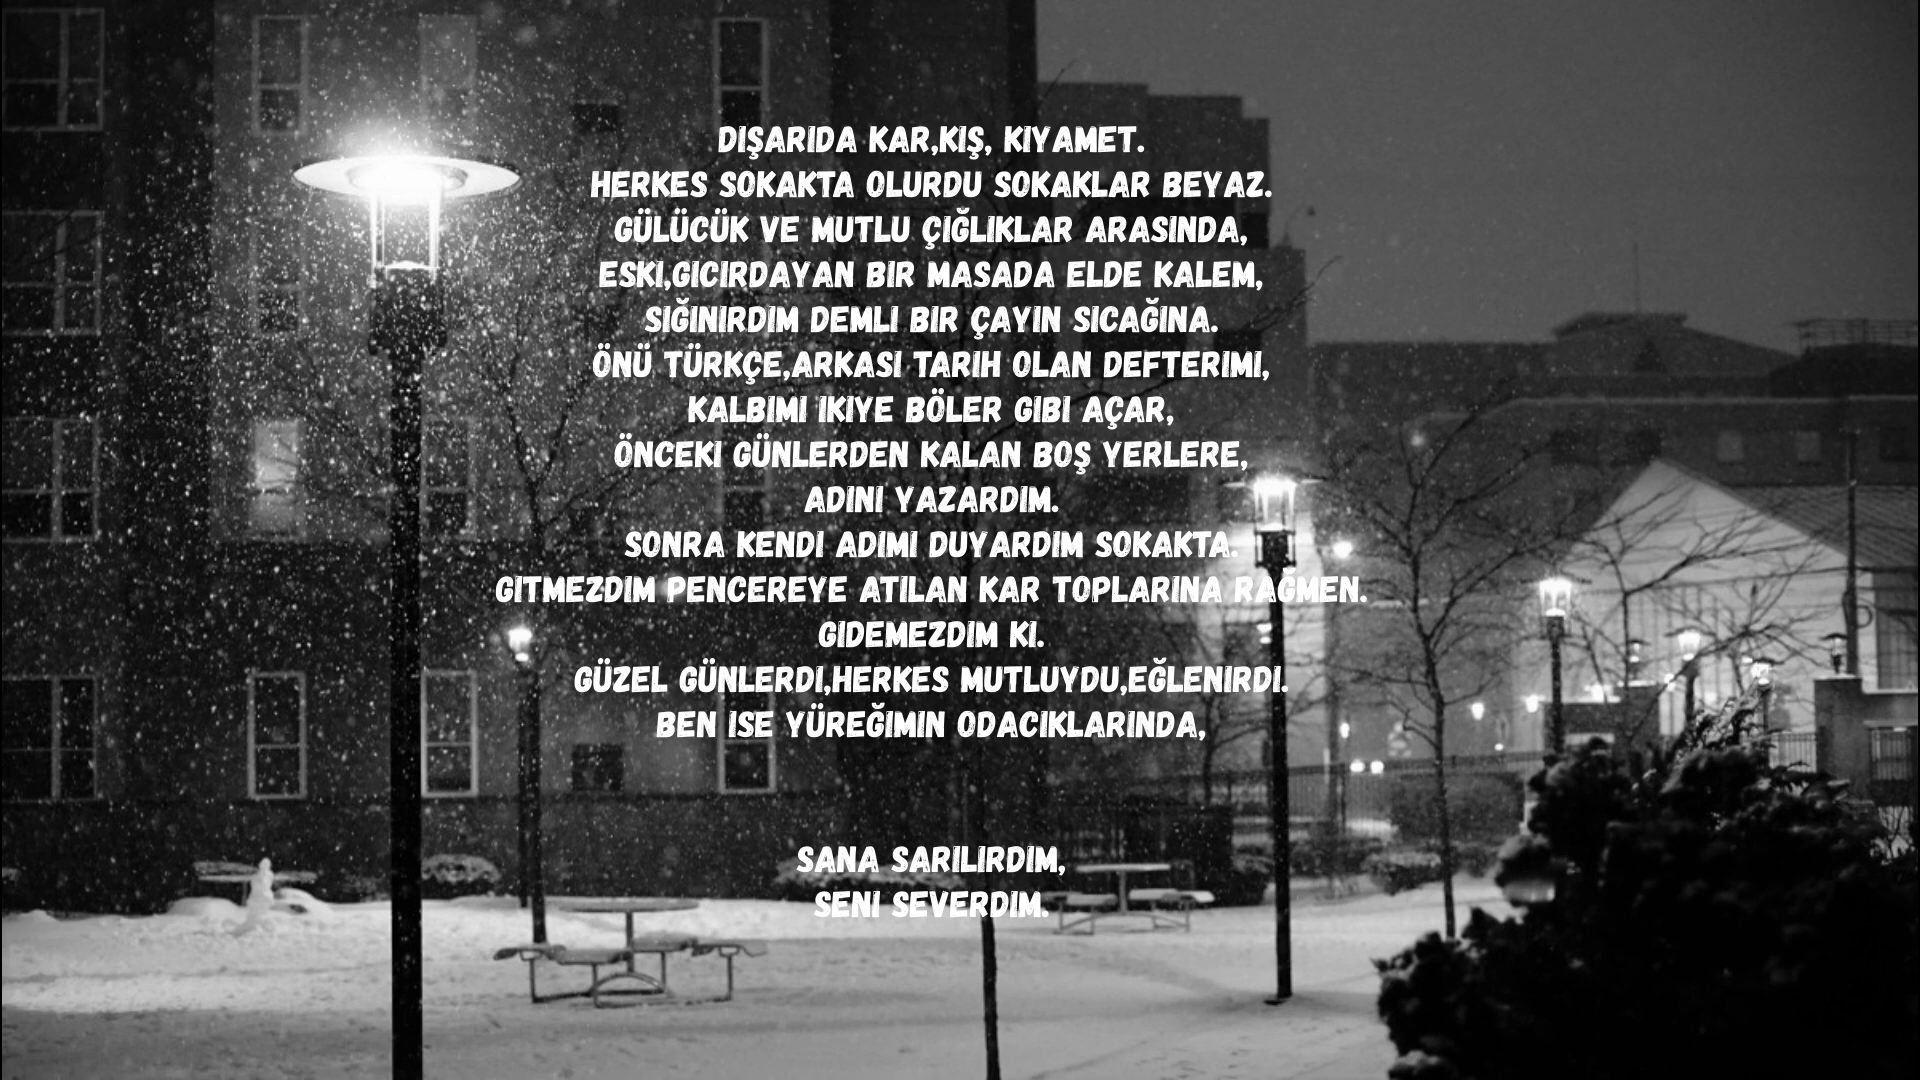 DIŞARIDA KAR,KIŞ, KIYAMET.
HERKES SOKAKTA OLURDU SOKAKLAR BEYAZ.
GÜLÜCÜK VE MUTLU ÇIĞLIKLAR ARASINDA,
ESKI,GICIRDAYAN BIR MASADA ELDE KALEM,
SIĞINIRDIM DEMLI BIR ÇAYIN SICAĞINA.
ÖNÜ TÜRKÇE,ARKASI TARIH OLAN DEFTERIMI,
KALBIMI IKIYE BÖLER GIBI AÇAR,
ÖNCEKI GÜNLERDEN KALAN BOŞ YERLERE,
ADINI YAZARDIM.
SONRA KENDI ADIMI DUYARDIM SOKAKTA.
GITMEZDIM PENCEREYE ATILAN KAR TOPLARINA RAĞMEN.
GIDEMEZDIM KI.
GÜZEL GÜNLERDI,HERKES MUTLUYDU,EĞLENIRDI.
BEN ISE YÜREĞIMIN ODACIKLARINDA,
SANA SARILIRDIM,
SENI SEVERDIM.